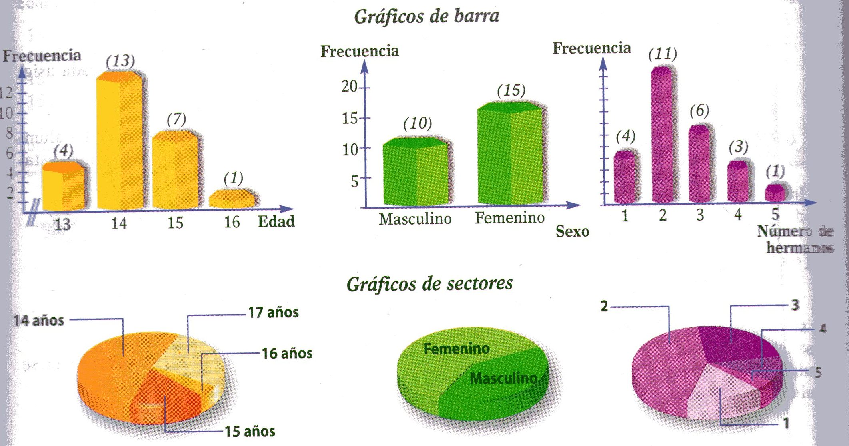 Gráficos de barra
Frecuencia
(4)
(13)
(7)
(1)
12
10
8
6
4
2
13
14
15
16
Edad
Frecuencia
20
15
10
5
(10)
(15)
Masculino
Femenino
Sexo
Frecuencia
(4)
(11)
(6)
(3)
(1)
1
2
3
4
5
Número de
hermanos
Gráficos de sectores
14 años
17 años
16 años
15 años
Femenino
Masculino
2
3
4
5
1